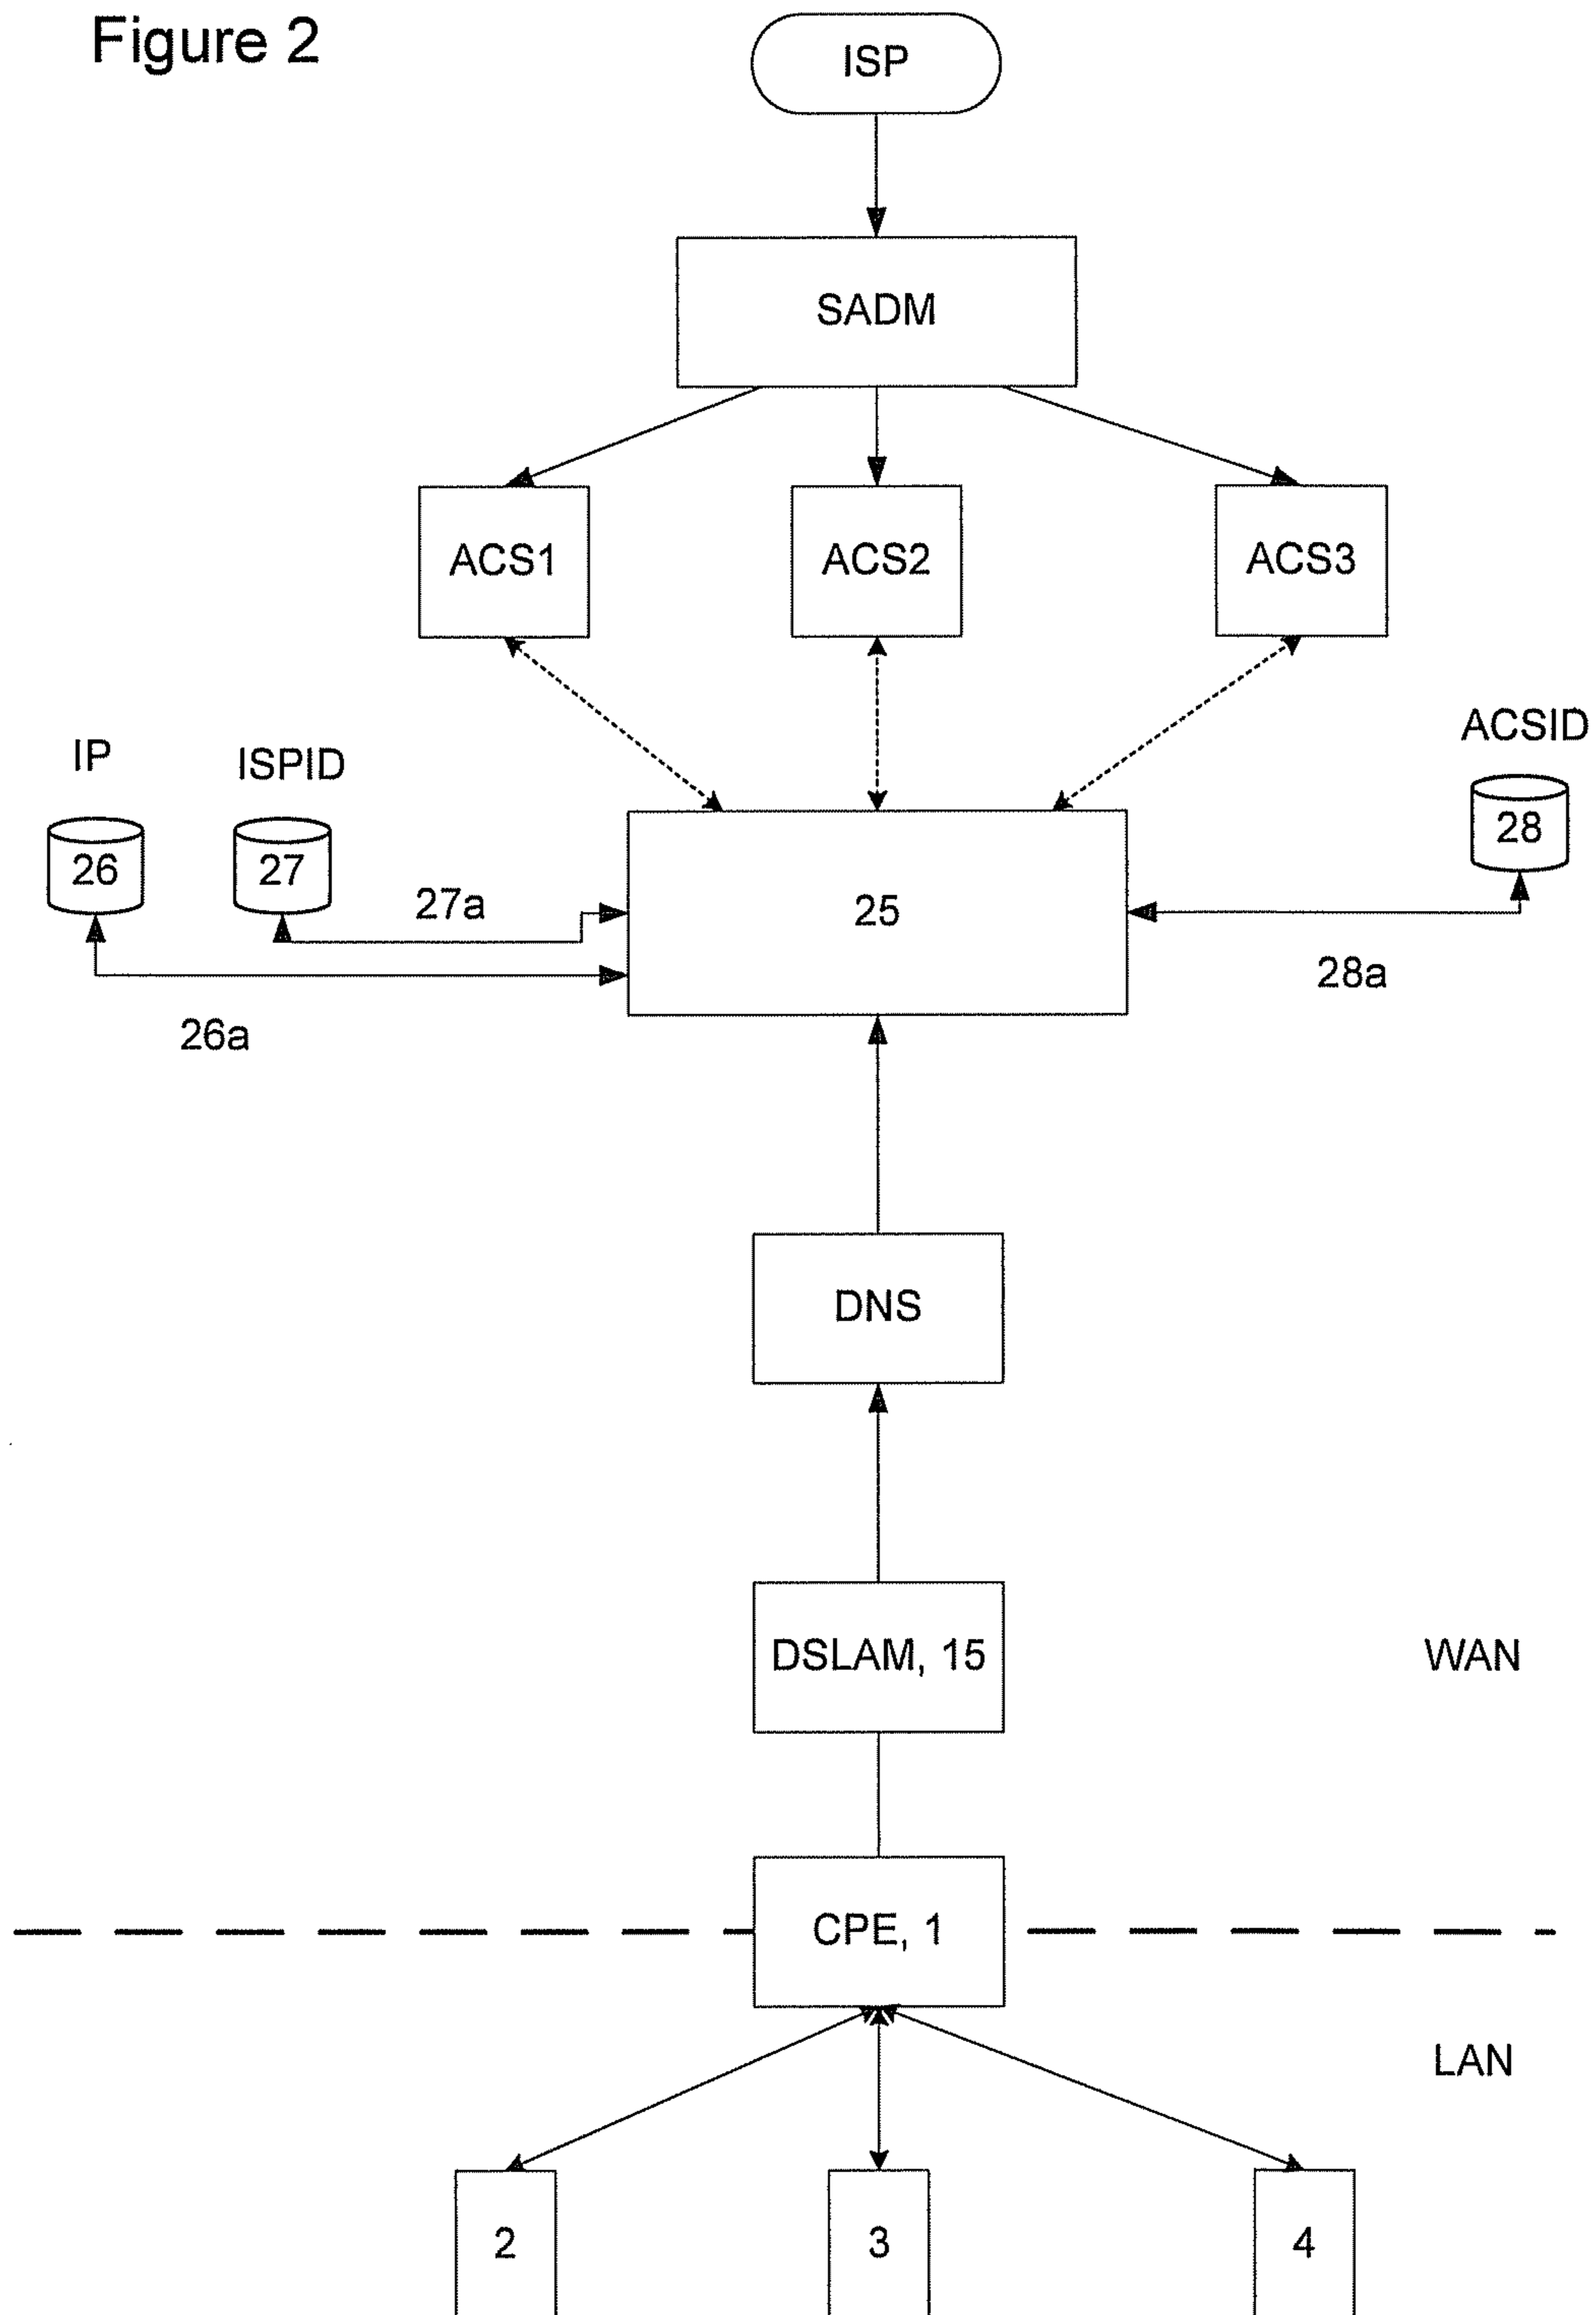 Figure 2
ISP
SADM
ACS1
ACS2
ACS3
IP
ISPID
ACSID
26
27
28
27a
25
26a
28a
DNS
DSLAM, 15
WAN
CPE, 1
LAN
2
3
4